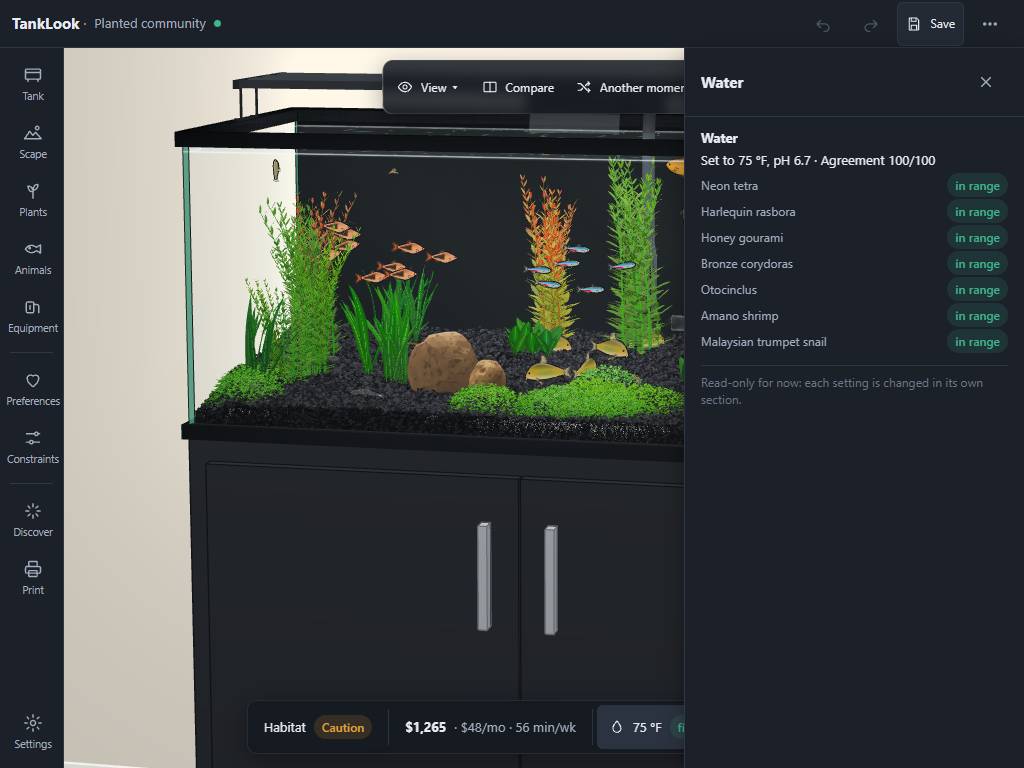 TankLook · Planted community
Save
Tank
Scape
Plants
Animals
Equipment
Preferences
Constraints
Discover
Print
Settings
View
Compare
Another momen
Habitat Caution $1,265 · $48/mo · 56 min/wk 75 °F
Water
Water
Set to 75 °F, pH 6.7 · Agreement 100/100
Neon tetra in range
Harlequin rasbora in range
Honey gourami in range
Bronze corydoras in range
Otocinclus in range
Amano shrimp in range
Malaysian trumpet snail in range
Read-only for now: each setting is changed in its own
section.